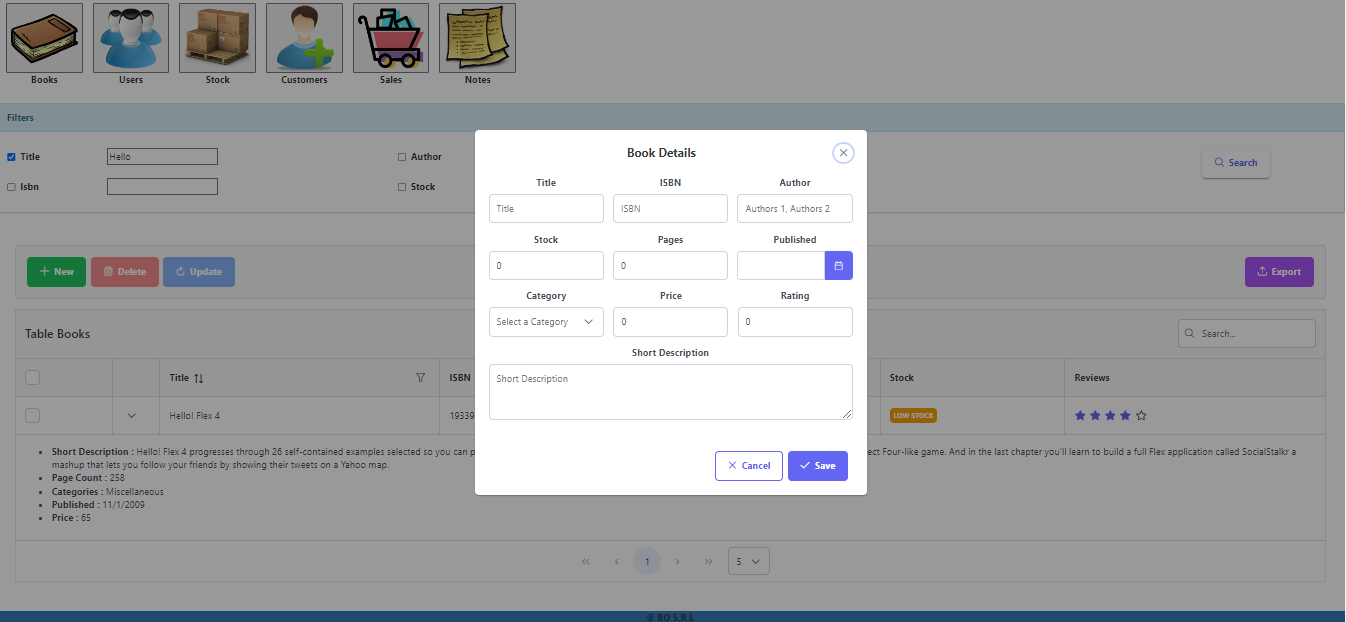 Books Users Stock Customers Sales Notes
Filters
Title Hello Author Search
Isbn Stock
New Delete Update Export
Table Books Search...
Title ISBN Stock Reviews
Hello! Flex 4 19339 LOW STOCK
Short Description : Hello! Flex 4 progresses through 26 self-contained examples selected so you can p
ect Four-like game. And in the last chapter you'll learn to build a full Flex application called SocialStalkr a
mashup that lets you follow your friends by showing their tweets on a Yahoo map.
Page Count : 258
Categories : Miscellaneous
Published : 11/1/2009
Price : 65
1 5
© BO S.R.L
Book Details
Title ISBN Author
Title ISBN Authors 1, Authors 2
Stock Pages Published
0 0
Category Price Rating
Select a Category 0 0
Short Description
Short Description
Cancel Save